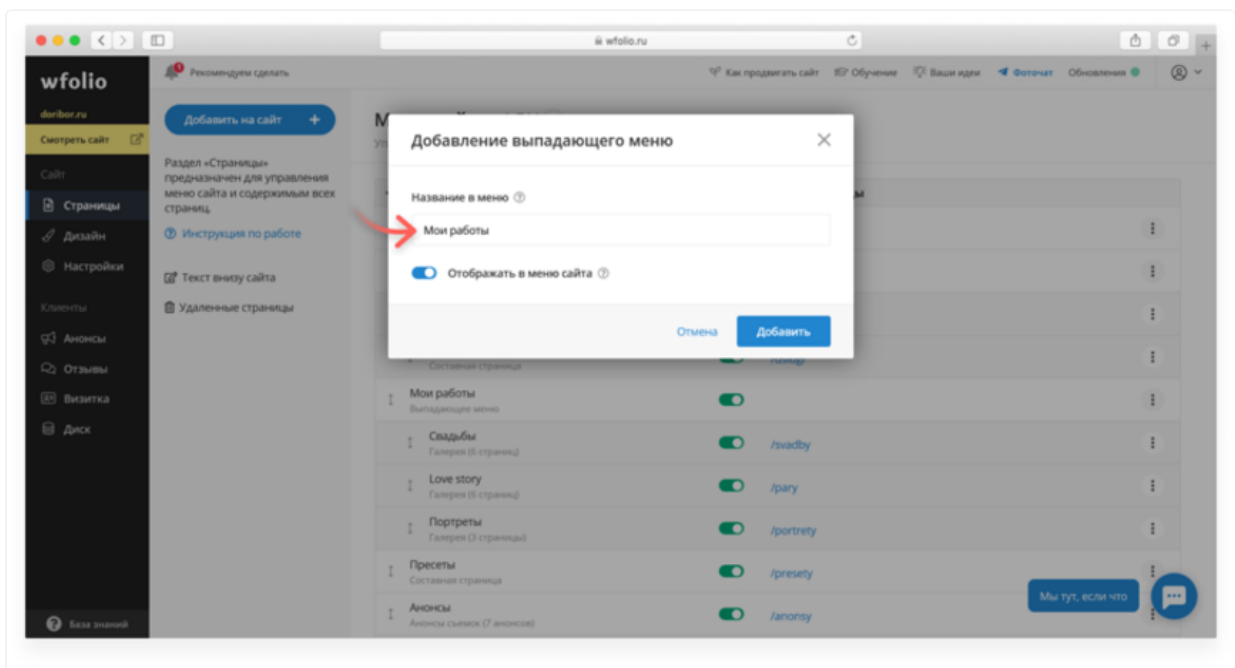 wfolio.ru
wfolio
Рекомендуем сделать
Как продвигать сайт
Обучение
Ваши идеи
Фоточат
Обновления
doribor.ru
Смотреть сайт
Добавить на сайт +
Сайт
Страницы
Дизайн
Настройки
Клиенты
Анонсы
Отзывы
Визитка
Диск
База знаний
Раздел «Страницы»
предназначен для управления
меню сайта и содержимым всех
страниц.
Инструкция по работе
Текст внизу сайта
Удаленные страницы
Добавление выпадающего меню
Название в меню
Мои работы
Отображать в меню сайта
Отмена
Добавить
Составная страница
Мои работы
Выпадающее меню
Свадьбы
/svadby
Галерея (6 страниц)
Love story
/pary
Галерея (6 страниц)
Портреты
/portrety
Галерея (3 страницы)
Пресеты
/presety
Составная страница
Анонсы
/anonsy
Анонсы съемок (7 анонсов)
Мы тут, если что